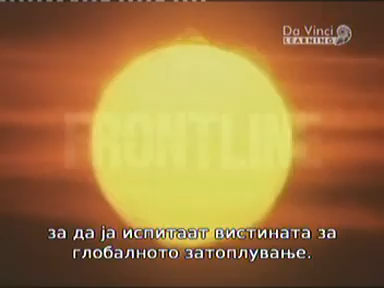 Da Vinci
LEARNING
FRONTLINE
за да ја испитаат вистината за
глобалното затоплување.